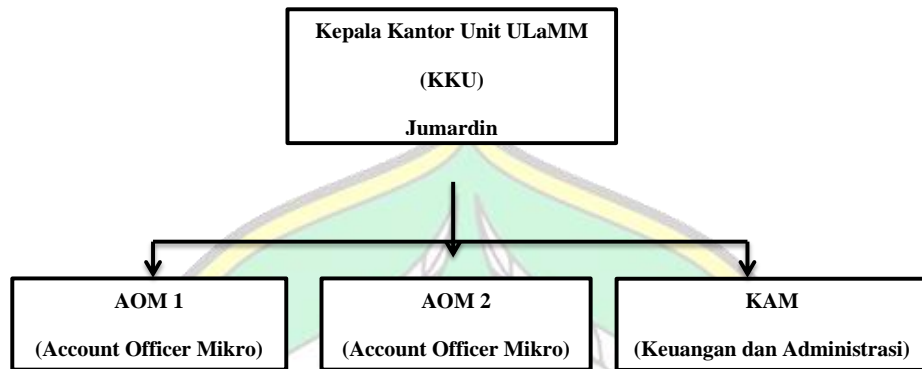 Kepala Kantor Unit ULaMM
(KKU)
Jumardin
AOM 1
(Account Officer Mikro)
AOM 2
(Account Officer Mikro)
KAM
(Keuangan dan Administrasi)